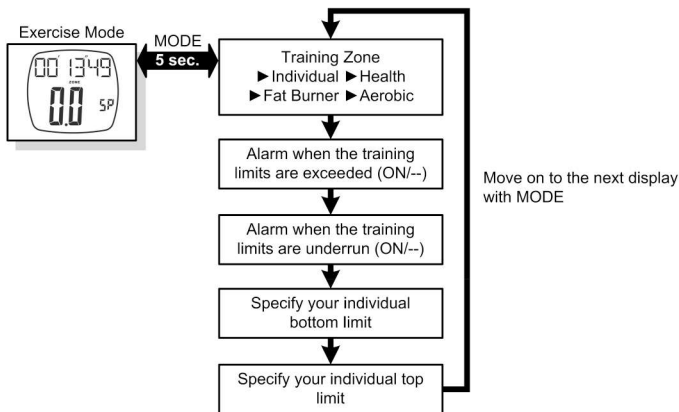 Exercise Mode
00 13'49
ZONE
0.0 SP
MODE
5 sec.
Training Zone
►Individual ►Health
►Fat Burner ►Aerobic
Alarm when the training
limits are exceeded (ON/--)
Alarm when the training
limits are underrun (ON/--)
Specify your individual
bottom limit
Specify your individual top
limit
Move on to the next display
with MODE